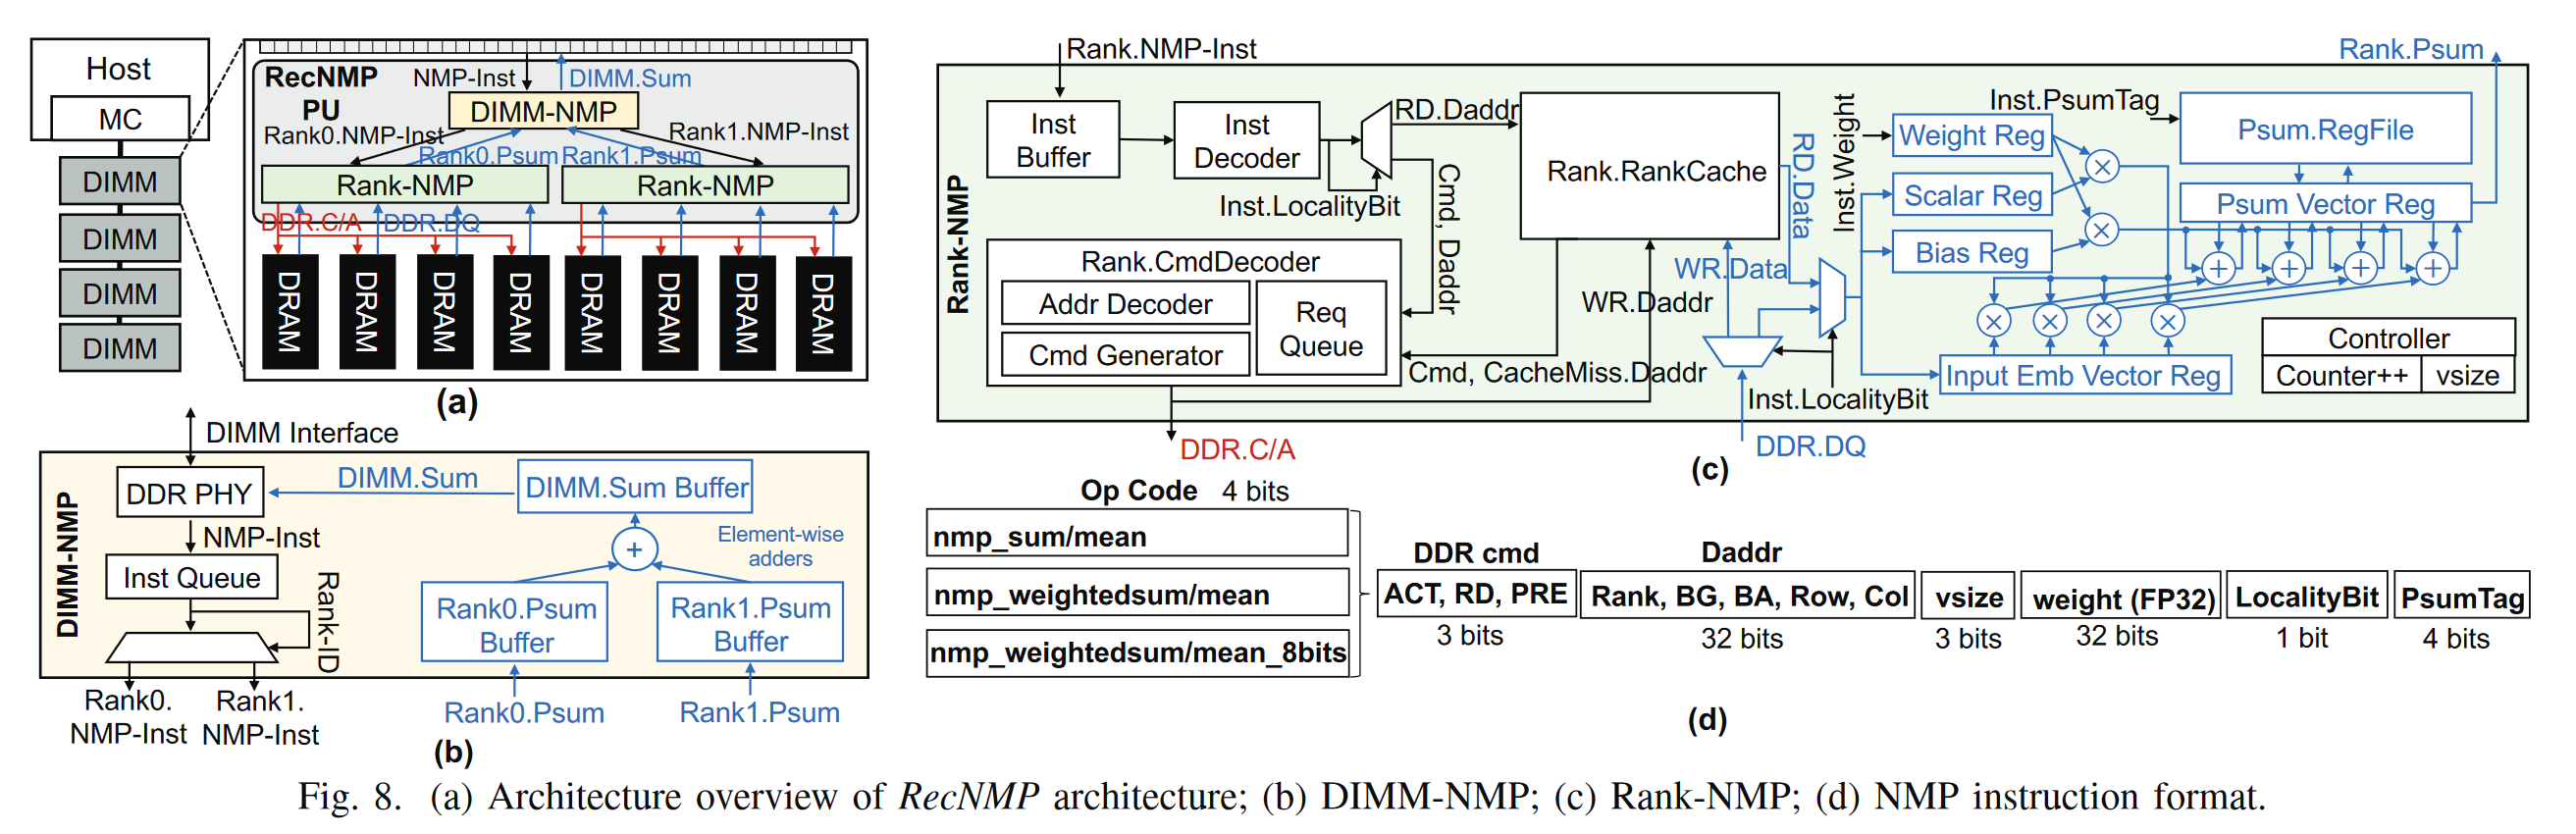 Host
MC
DIMM
DIMM
DIMM
DIMM
RecNMP
PU
NMP-Inst
DIMM.Sum
DIMM-NMP
Rank0.NMP-Inst
Rank1.NMP-Inst
Rank0.Psum
Rank1.Psum
Rank-NMP
Rank-NMP
DDR.C/A
DDR.DQ
DRAM
DRAM
DRAM
DRAM
DRAM
DRAM
DRAM
DRAM
(a)
DIMM Interface
DIMM-NMP
DDR PHY
DIMM.Sum
DIMM.Sum Buffer
NMP-Inst
Inst Queue
Rank-ID
Element-wise
adders
Rank0.Psum
Buffer
Rank1.Psum
Buffer
Rank0.
NMP-Inst
Rank1.
NMP-Inst
Rank0.Psum
Rank1.Psum
(b)
Rank.NMP-Inst
Rank-NMP
Inst
Buffer
Inst
Decoder
RD.Daddr
Inst.LocalityBit
Cmd, Daddr
Rank.RankCache
Rank.CmdDecoder
Addr Decoder
Cmd Generator
Req
Queue
Cmd, CacheMiss.Daddr
WR.Daddr
WR.Data
RD.Data
Inst.LocalityBit
DDR.C/A
DDR.DQ
Inst.Weight
Weight Reg
Scalar Reg
Bias Reg
Inst.PsumTag
Psum.RegFile
Psum Vector Reg
Rank.Psum
Input Emb Vector Reg
Controller
Counter++
vsize
(c)
Op Code 4 bits
nmp_sum/mean
nmp_weightedsum/mean
nmp_weightedsum/mean_8bits
DDR cmd
ACT, RD, PRE
3 bits
Daddr
Rank, BG, BA, Row, Col
32 bits
vsize
3 bits
weight (FP32)
32 bits
LocalityBit
1 bit
PsumTag
4 bits
(d)
Fig. 8. (a) Architecture overview of RecNMP architecture; (b) DIMM-NMP; (c) Rank-NMP; (d) NMP instruction format.